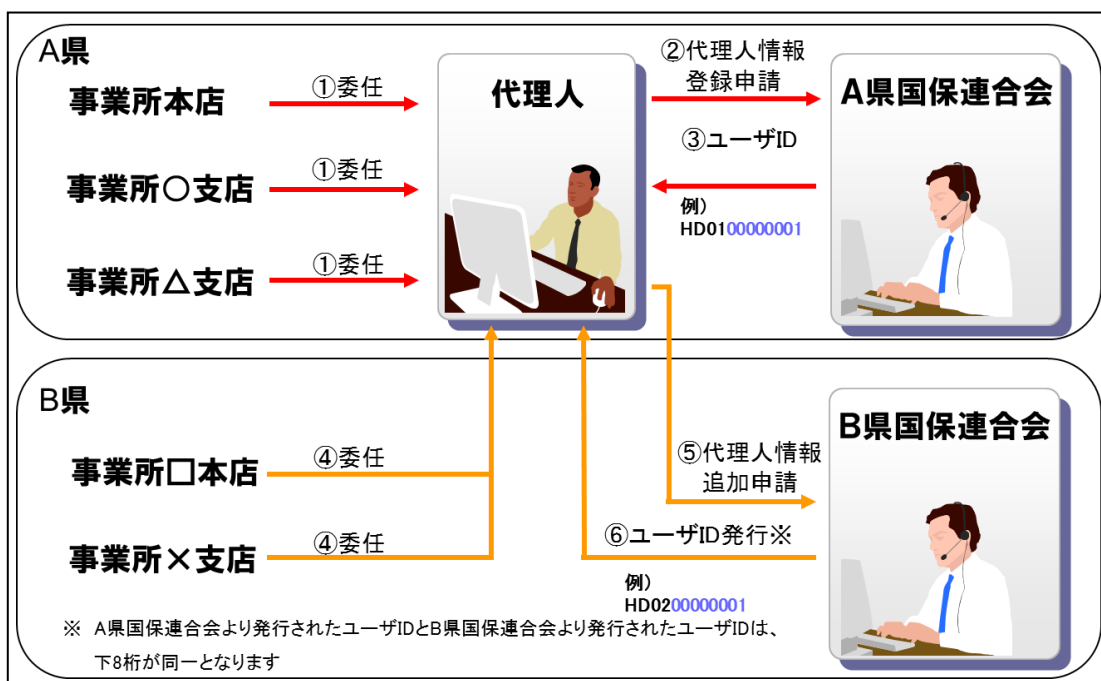 A県
事業所本店
①委任
代理人
②代理人情報
登録申請
A県国保連合会
③ユーザID
事業所○支店
①委任
例）
HD0100000001
事業所△支店
①委任
B県
B県国保連合会
事業所□本店
④委任
⑤代理人情報
追加申請
事業所×支店
④委任
⑥ユーザID発行※
例）
HD0200000001
※ A県国保連合会より発行されたユーザIDとB県国保連合会より発行されたユーザIDは、
下8桁が同一となります